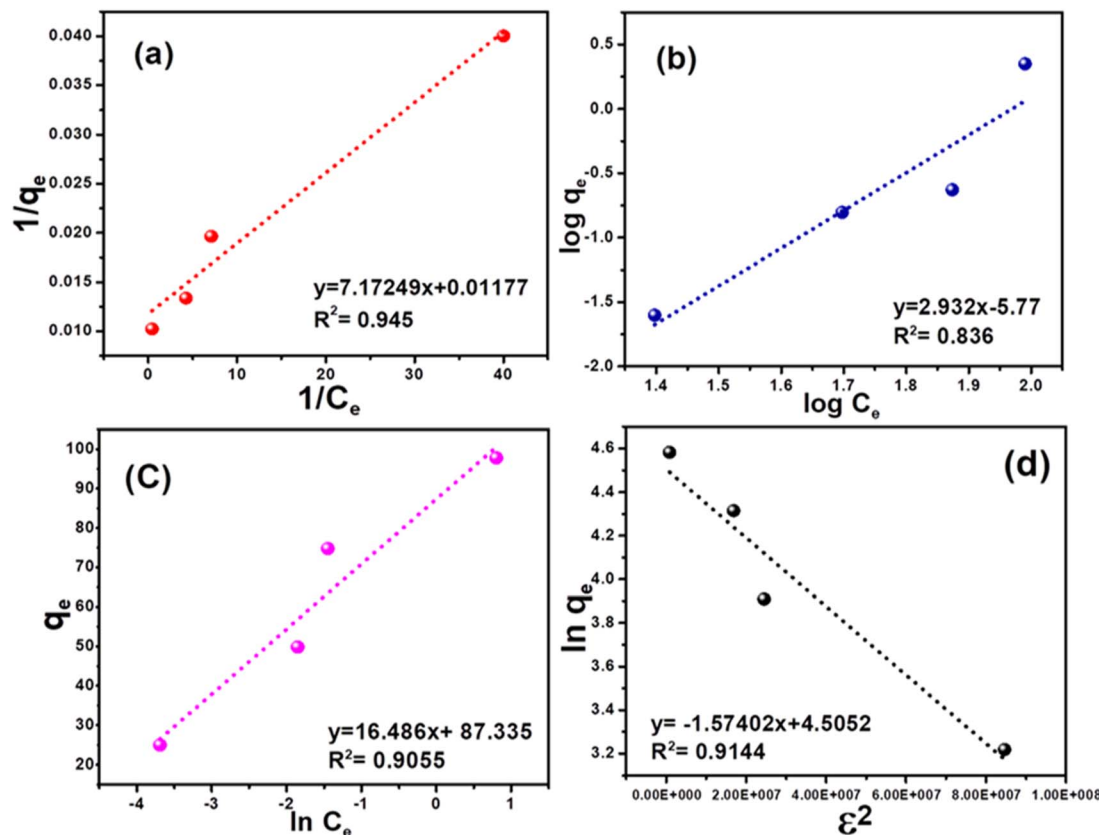 (a)
0.040
0.035
0.030
0.025
0.020
0.015
0.010
1/qe
y=7.17249x+0.01177
R²= 0.945
0 10 20 30 40
1/Ce
(b)
0.5
0.0
-0.5
-1.0
-1.5
-2.0
log qe
y=2.932x-5.77
R²= 0.836
1.4 1.5 1.6 1.7 1.8 1.9 2.0
log Ce
(C)
100
90
80
70
60
50
40
30
20
qe
y=16.486x+ 87.335
R²= 0.9055
-4 -3 -2 -1 0 1
ln Ce
(d)
4.6
4.4
4.2
4.0
3.8
3.6
3.4
3.2
ln qe
y= -1.57402x+4.5052
R²= 0.9144
0.00E+000 2.00E+007 4.00E+007 6.00E+007 8.00E+007 1.00E+008
ε²